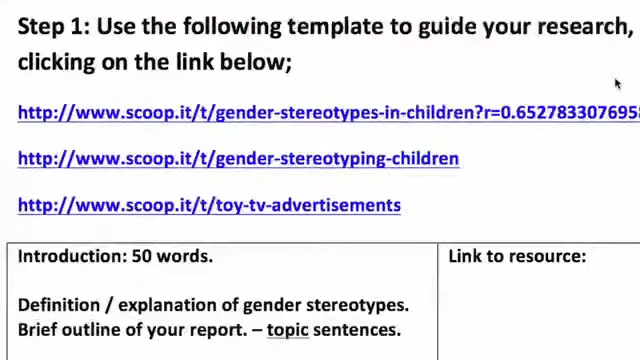 Step 1: Use the following template to guide your research,
clicking on the link below;
http://www.scoop.it/t/gender-stereotypes-in-children?r=0.652783307695
http://www.scoop.it/t/gender-stereotyping-children
http://www.scoop.it/t/toy-tv-advertisements
Introduction: 50 words.
Link to resource:
Definition / explanation of gender stereotypes.
Brief outline of your report. – topic sentences.